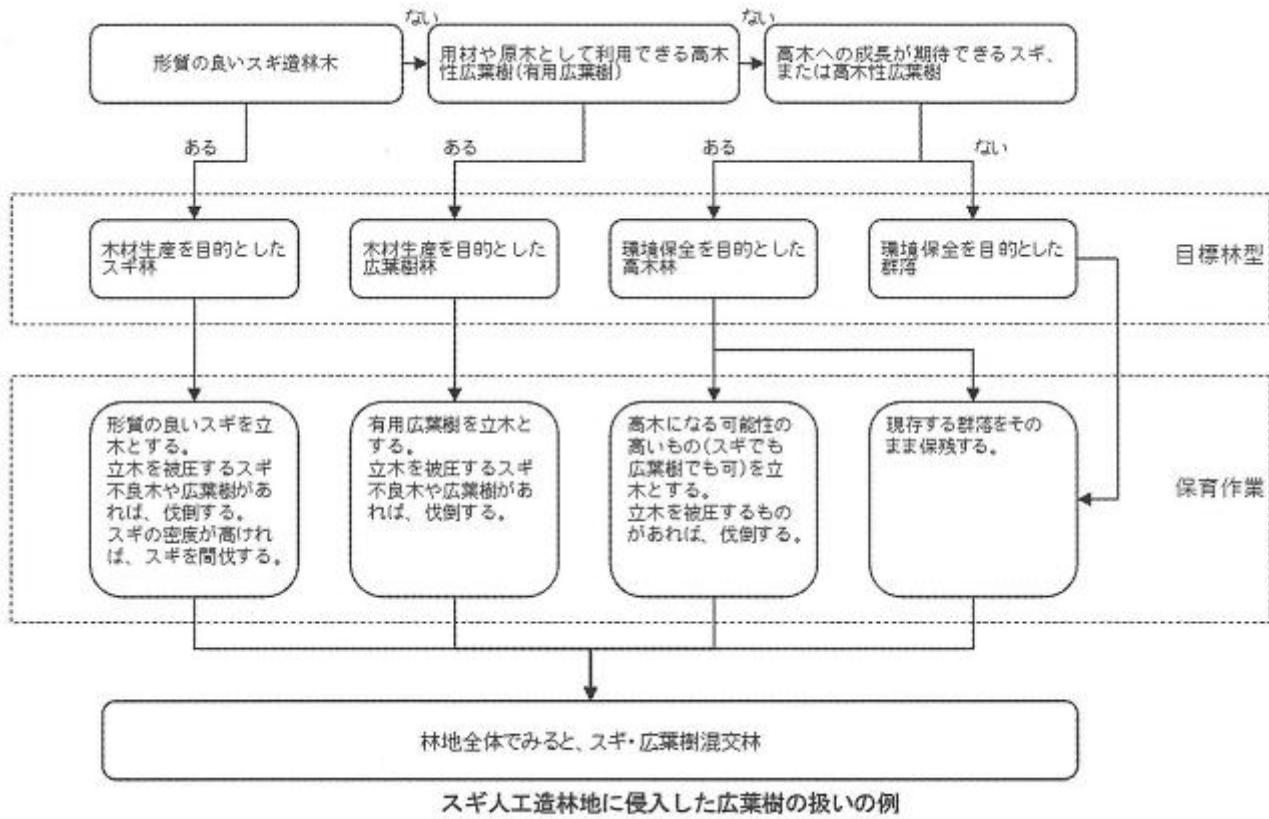 ない
ない
形質の良いスギ造林木
用材や原木として利用できる高木
性広葉樹(有用広葉樹)
高木への成長が期待できるスギ、
または高木性広葉樹
ある
ある
ある
ない
木材生産を目的とした
スギ林
木材生産を目的とした
広葉樹林
環境保全を目的とした
高木林
環境保全を目的とした
群落
目標林型
形質の良いスギを立
木とする。
立木を被圧するスギ
不良木や広葉樹があ
れば、伐倒する。
スギの密度が高けれ
ば、スギを間伐する。
有用広葉樹を立木と
する。
立木を被圧するスギ
不良木や広葉樹があ
れば、伐倒する。
高木になる可能性の
高いもの(スギでも
広葉樹でも可)を立
木とする。
立木を被圧するもの
があれば、伐倒する。
現存する群落をその
まま保残する。
保育作業
林地全体でみると、スギ・広葉樹混交林
スギ人工造林地に侵入した広葉樹の扱いの例